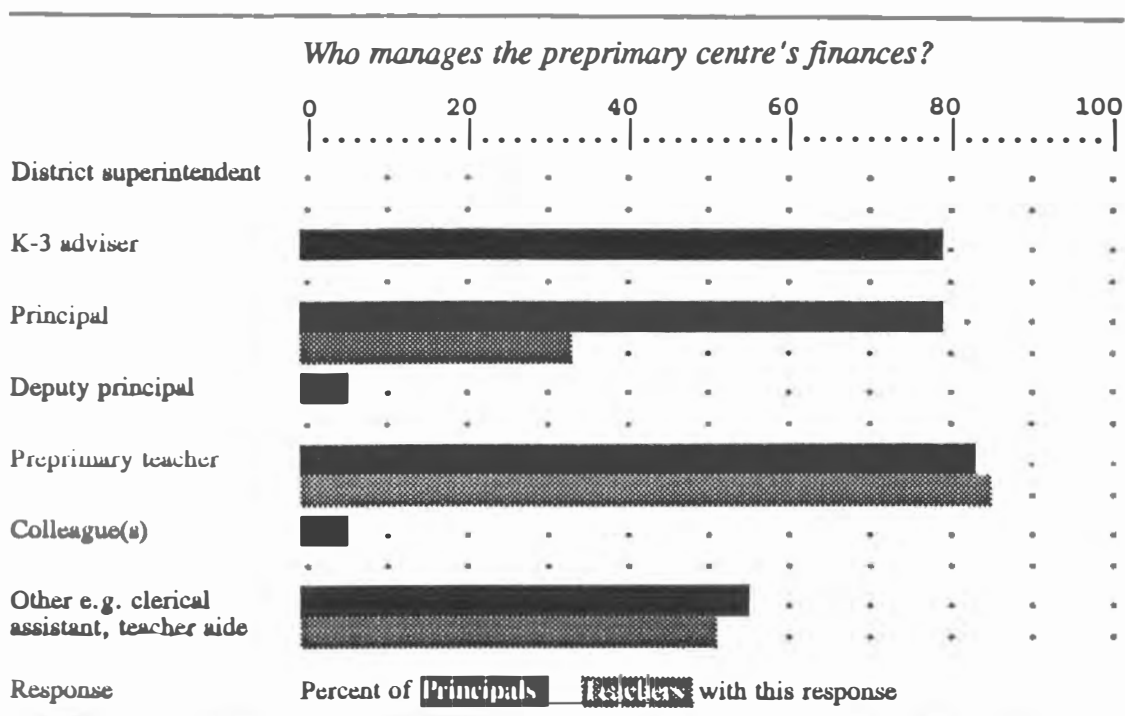 Who manages the preprimary centre's finances?
0 20 40 60 80 100
District superintendent
K-3 adviser
Principal
Deputy principal
Preprimary teacher
Colleague(s)
Other e.g. clerical
assistant, teacher aide
Response Percent of Principals Teachers with this response